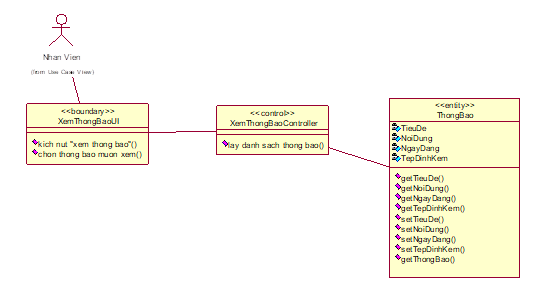 Nhan Vien
(from Use Case View)
<<boundary>>
XemThongBaoUI
kich nut "xem thong bao"()
chon thong bao muon xem()
<<control>>
XemThongBaoController
lay danh sach thong bao()
<<entity>>
ThongBao
TieuDe
NoiDung
NgayDang
TepDinhKem
getTieuDe()
getNoiDung()
getNgayDang()
getTepDinhKem()
setTieuDe()
setNoiDung()
setNgayDang()
setTepDinhKem()
getThongBao()